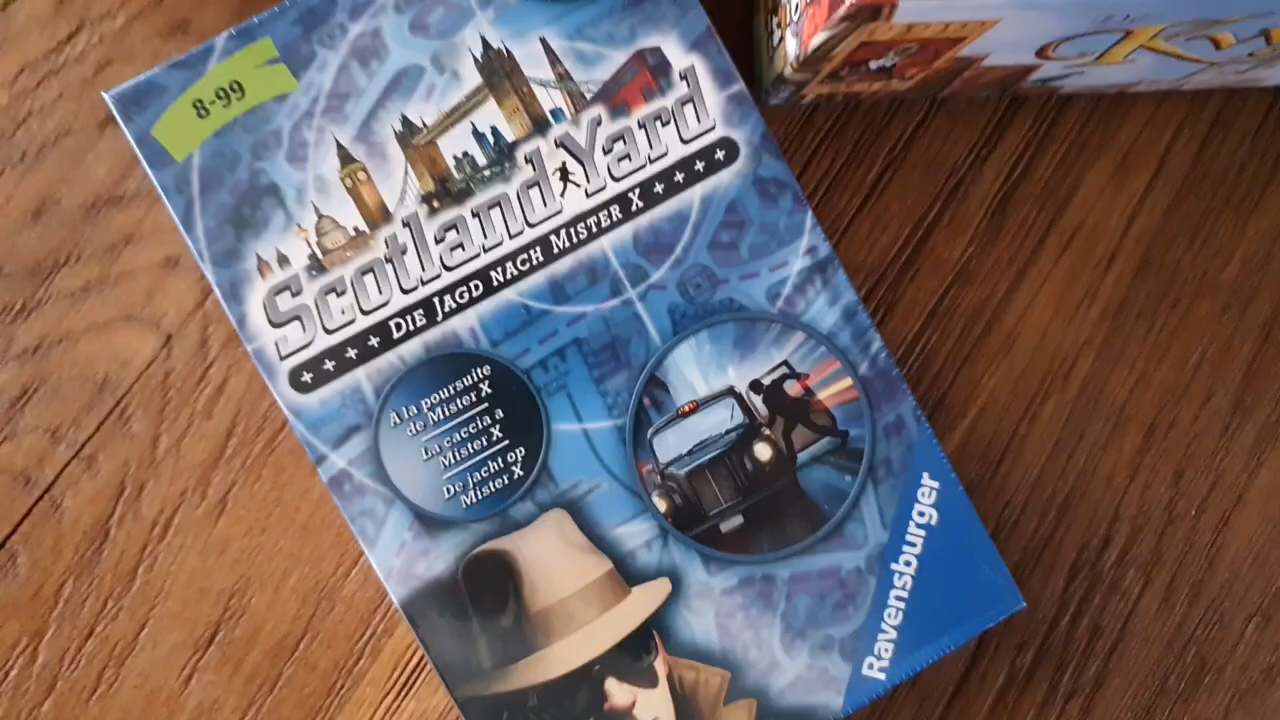 8-99
Scotland Yard
++++ DIE JAGD NACH MISTER X ++++
À la poursuite
de Mister X
La caccia a
Mister X
De jacht op
Mister X
Ravensburger